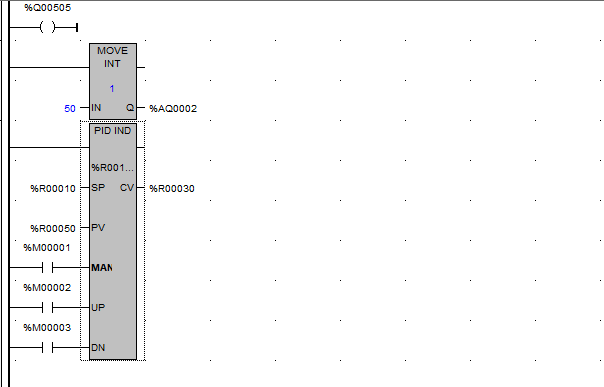 %Q00505
MOVE
INT
1
50 IN Q %AQ0002
PID IND
%R001...
%R00010 SP CV %R00030
%R00050 PV
%M00001
MAN
%M00002
UP
%M00003
DN